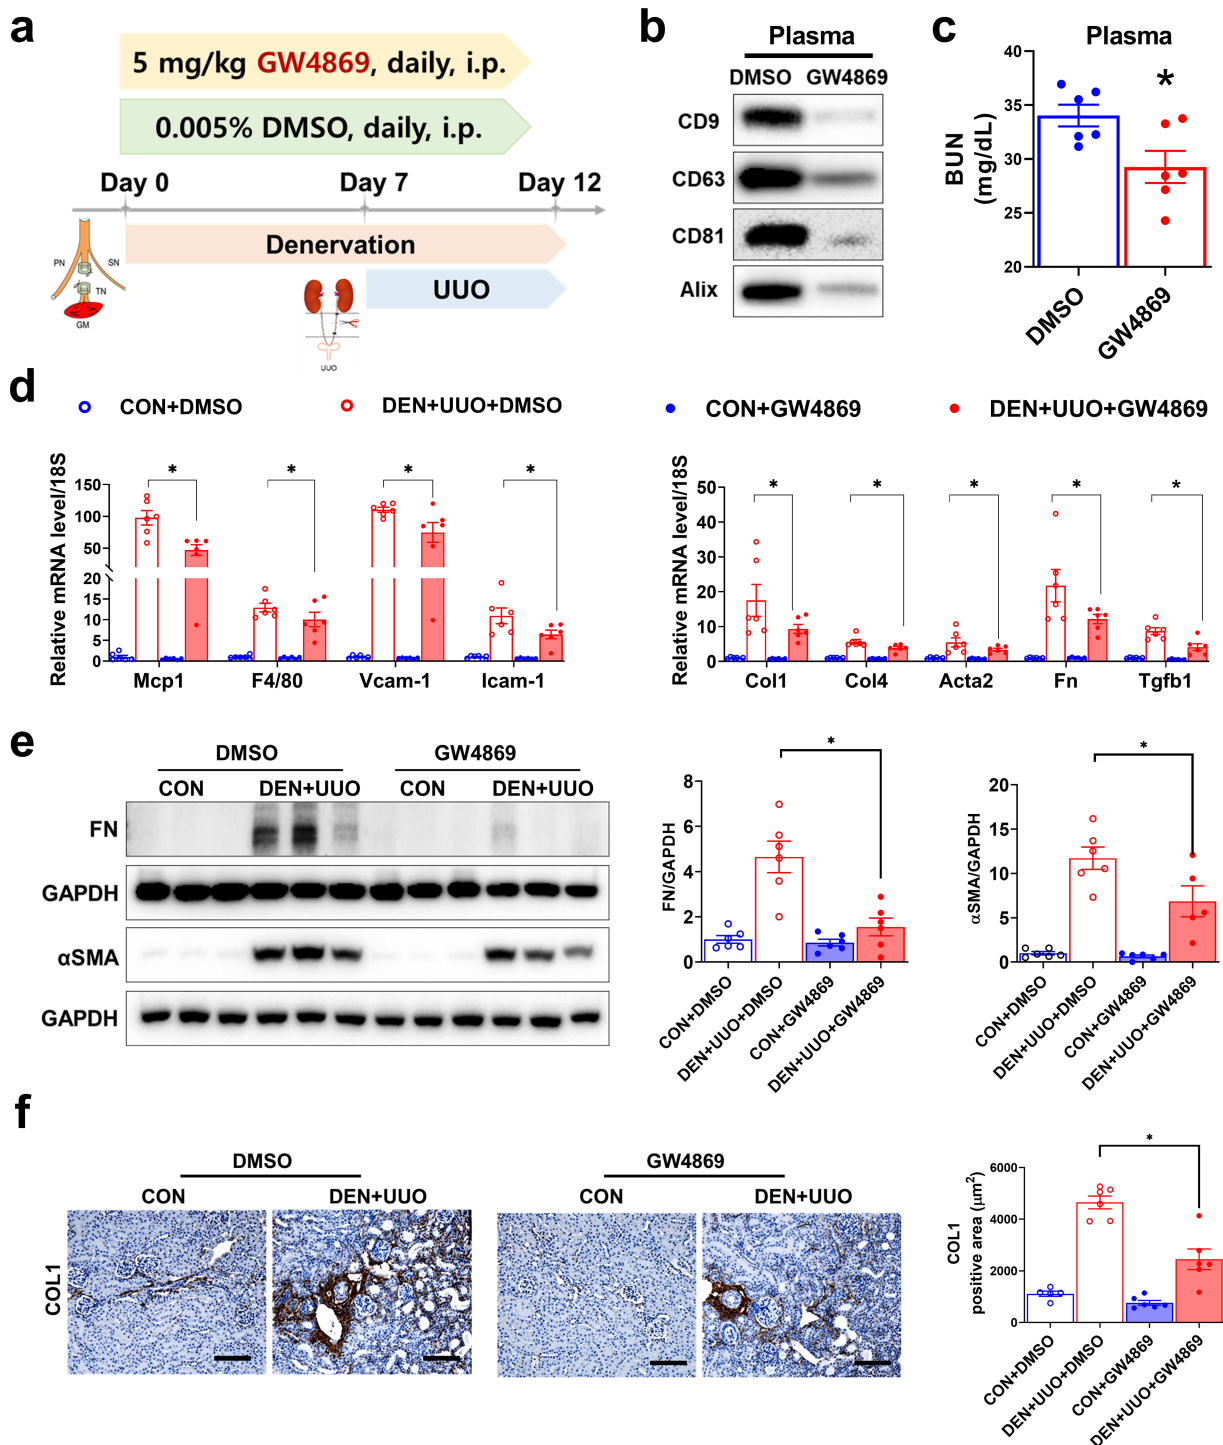 a
5 mg/kg GW4869, daily, i.p.
0.005% DMSO, daily, i.p.
Day 0
Day 7
Day 12
Denervation
UUO
PN
SN
TN
GM
UUO
b
Plasma
DMSO GW4869
CD9
CD63
CD81
Alix
c
Plasma
BUN
(mg/dL)
40
35
30
25
20
*
DMSO
GW4869
d
CON+DMSO
DEN+UUO+DMSO
CON+GW4869
DEN+UUO+GW4869
Relative mRNA level/18S
150
100
50
20
15
10
5
0
* * * *
Mcp1 F4/80 Vcam-1 Icam-1
Relative mRNA level/18S
50
40
30
20
10
0
* * * * *
Col1 Col4 Acta2 Fn Tgfb1
e
DMSO GW4869
CON DEN+UUO CON DEN+UUO
FN
GAPDH
αSMA
GAPDH
FN/GAPDH
8
6
4
2
0
*
CON+DMSO
DEN+UUO+DMSO
CON+GW4869
DEN+UUO+GW4869
αSMA/GAPDH
20
15
10
5
0
*
CON+DMSO
DEN+UUO+DMSO
CON+GW4869
DEN+UUO+GW4869
f
DMSO GW4869
CON DEN+UUO CON DEN+UUO
COL1
COL1
positive area (μm²)
6000
4000
2000
0
*
CON+DMSO
DEN+UUO+DMSO
CON+GW4869
DEN+UUO+GW4869